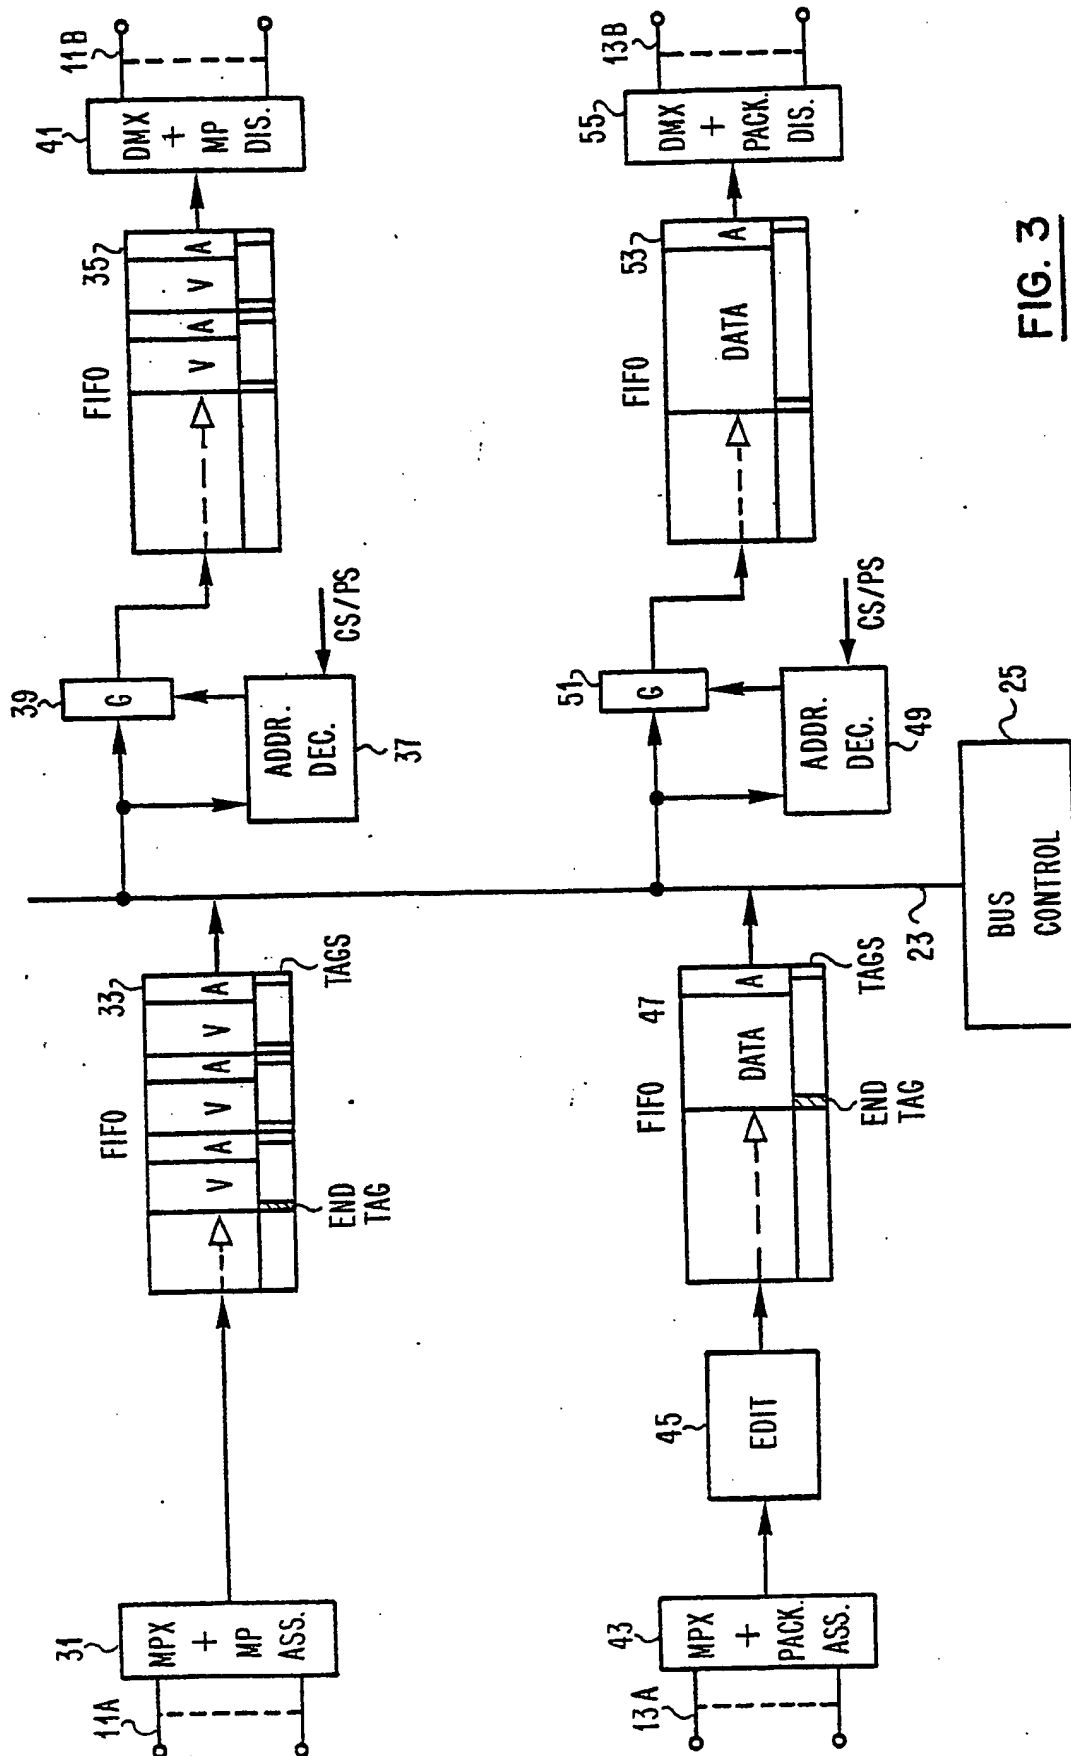 11A
31
MPX
+
MP
ASS.
FIFO
33
V
A
V
A
V
A
END
TAG
TAGS
39
G
ADDR.
DEC.
37
CS/PS
FIFO
35
V
A
V
A
41
DMX
+
MP
DIS.
11B
13A
43
MPX
+
PACK.
ASS.
45
EDIT
FIFO
47
DATA
A
END
TAG
TAGS
23
BUS
CONTROL
25
51
G
ADDR.
DEC.
49
CS/PS
FIFO
53
DATA
A
55
DMX
+
PACK.
DIS.
13B
FIG. 3